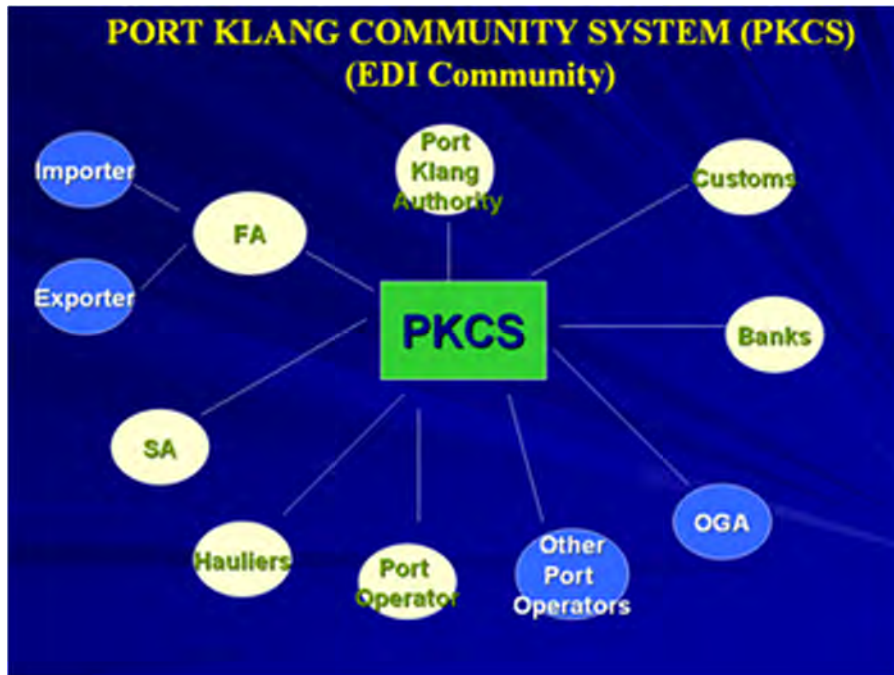 PORT KLANG COMMUNITY SYSTEM (PKCS)
(EDI Community)
Importer
Port
Klang
Authority
Customs
FA
Exporter
PKCS
Banks
SA
OGA
Hauliers
Port
Operator
Other
Port
Operators